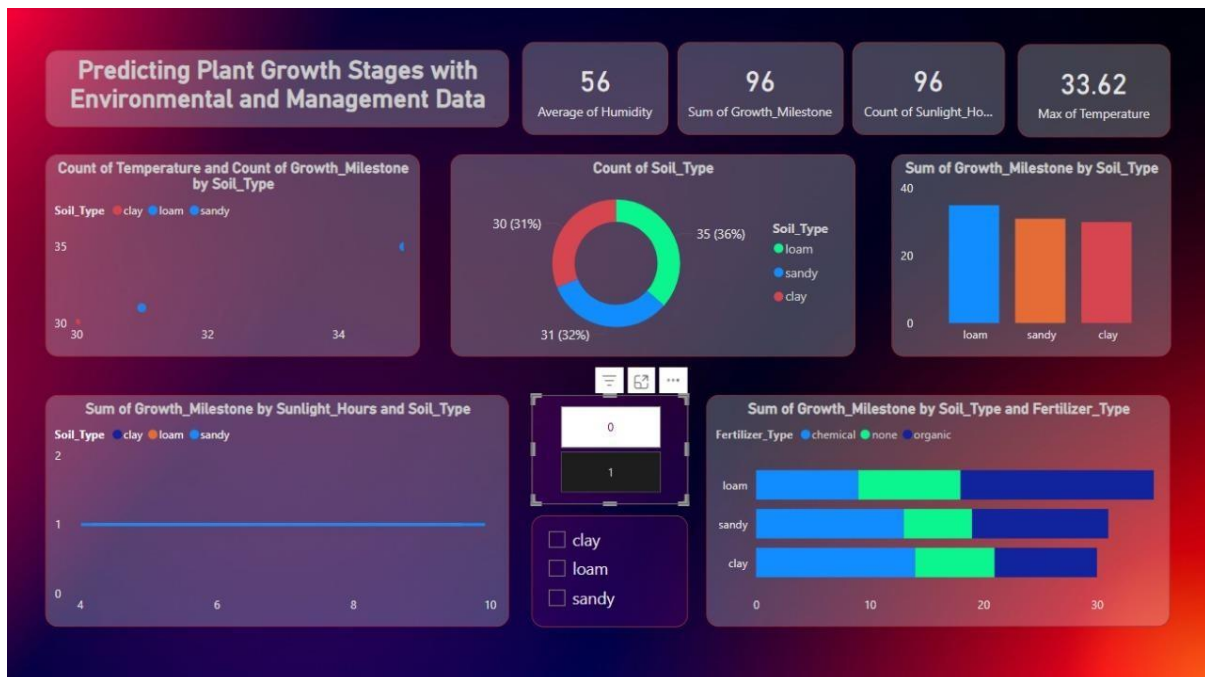 Predicting Plant Growth Stages with
Environmental and Management Data
56
Average of Humidity
96
Sum of Growth_Milestone
96
Count of Sunlight_Ho...
33.62
Max of Temperature
Count of Temperature and Count of Growth_Milestone
by Soil_Type
Soil_Type clay loam sandy
35
30
30 32 34
Count of Soil_Type
30 (31%)
35 (36%)
31 (32%)
Soil_Type
loam
sandy
clay
Sum of Growth_Milestone by Soil_Type
40
20
0
loam sandy clay
Sum of Growth_Milestone by Sunlight_Hours and Soil_Type
Soil_Type clay loam sandy
2
1
0
4 6 8 10
0
1
clay
loam
sandy
Sum of Growth_Milestone by Soil_Type and Fertilizer_Type
Fertilizer_Type chemical none organic
loam
sandy
clay
0 10 20 30